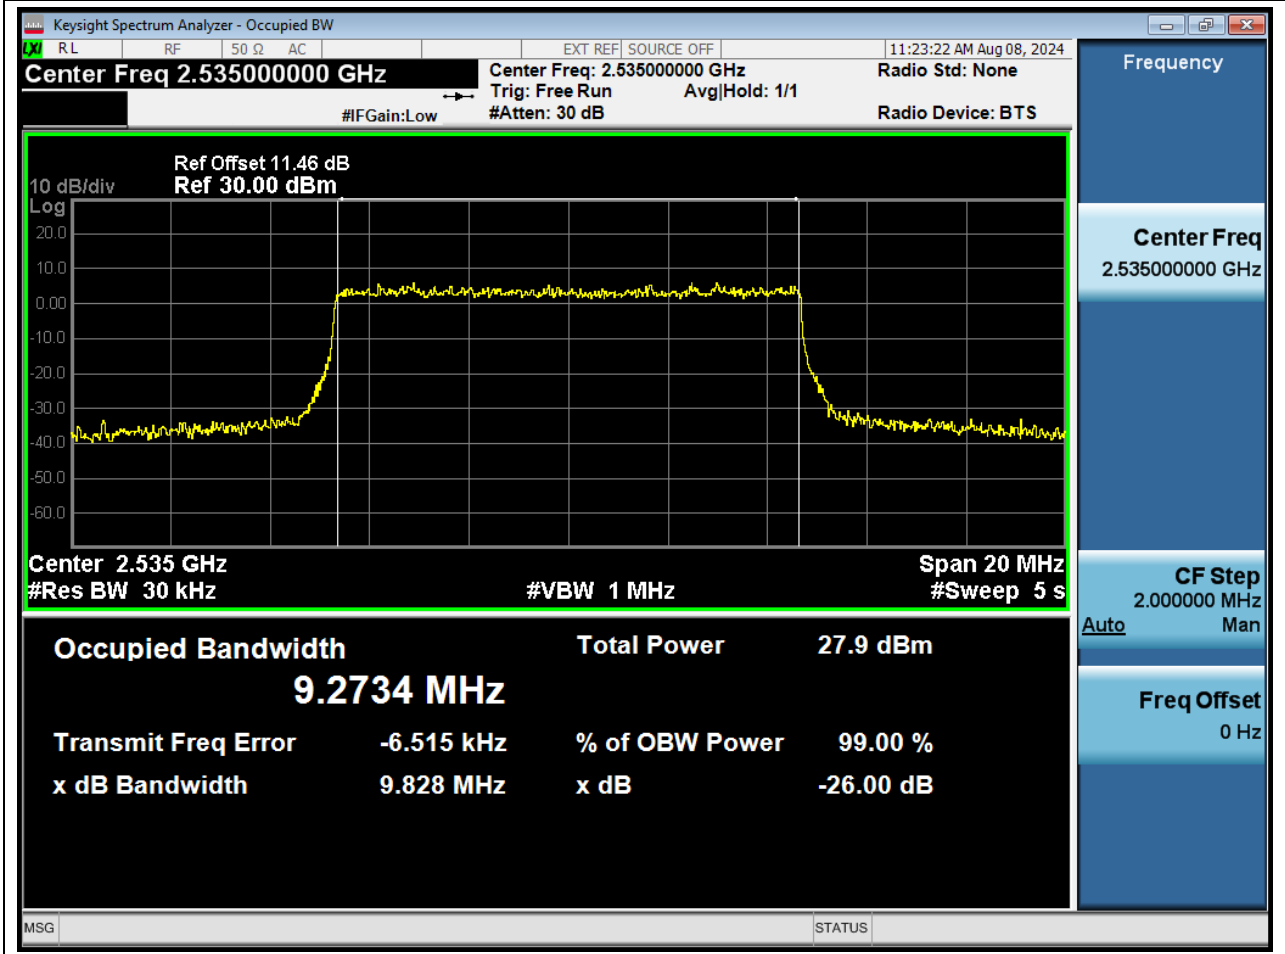 Keysight Spectrum Analyzer - Occupied BW
LXI RL RF 50 Ω AC EXT REF SOURCE OFF 11:23:22 AM Aug 08, 2024
Center Freq 2.535000000 GHz
Center Freq: 2.535000000 GHz
Radio Std: None
Trig: Free Run Avg|Hold: 1/1
#IFGain:Low
#Atten: 30 dB
Radio Device: BTS
Ref Offset 11.46 dB
10 dB/div Ref 30.00 dBm
Log
20.0
10.0
0.00
-10.0
-20.0
-30.0
-40.0
-50.0
-60.0
Center 2.535 GHz Span 20 MHz
#Res BW 30 kHz #VBW 1 MHz #Sweep 5 s
Occupied Bandwidth Total Power 27.9 dBm
9.2734 MHz
Transmit Freq Error -6.515 kHz % of OBW Power 99.00 %
x dB Bandwidth 9.828 MHz x dB -26.00 dB
MSG STATUS
Frequency
Center Freq
2.535000000 GHz
CF Step
2.000000 MHz
Auto Man
Freq Offset
0 Hz